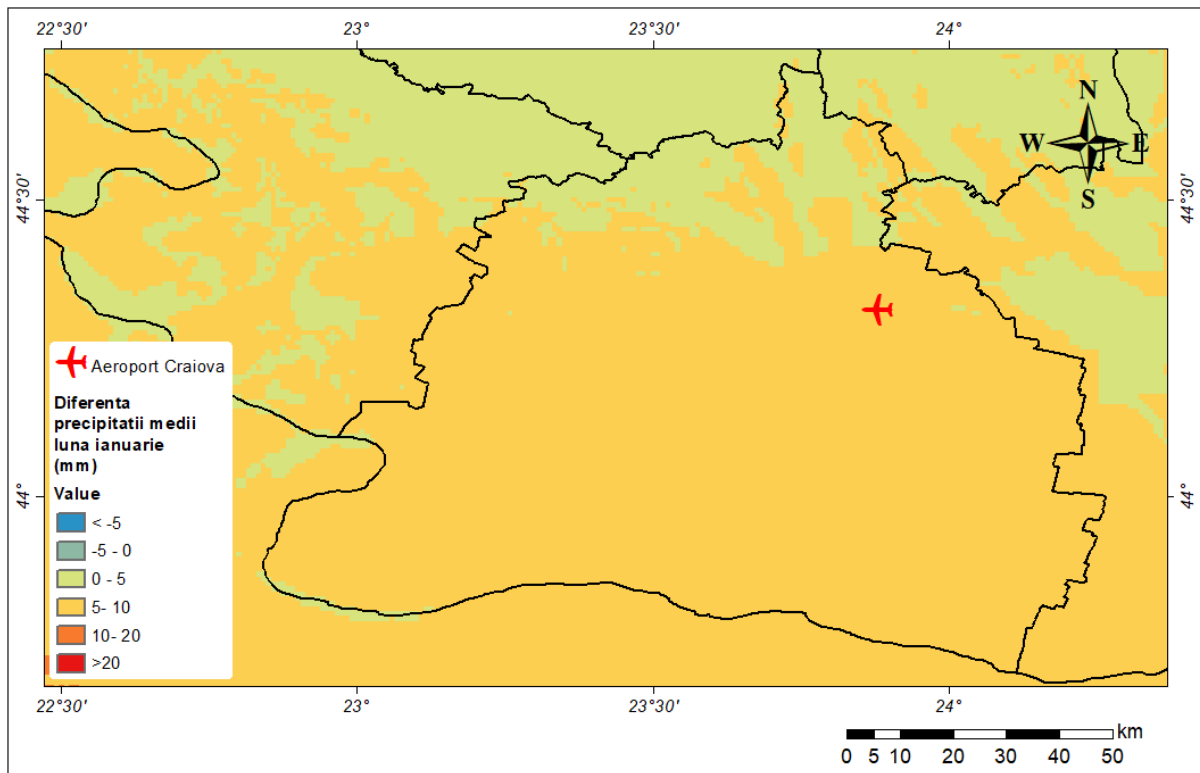 22°30' 23° 23°30' 24°
N
W E
S
44°30' 44°30'
Aeroport Craiova
Diferenta
precipitatii medii
luna ianuarie
(mm)
Value
< -5
-5 - 0
0 - 5
5- 10
10- 20
>20
44° 44°
22°30' 23° 23°30' 24°
km
0 5 10 20 30 40 50